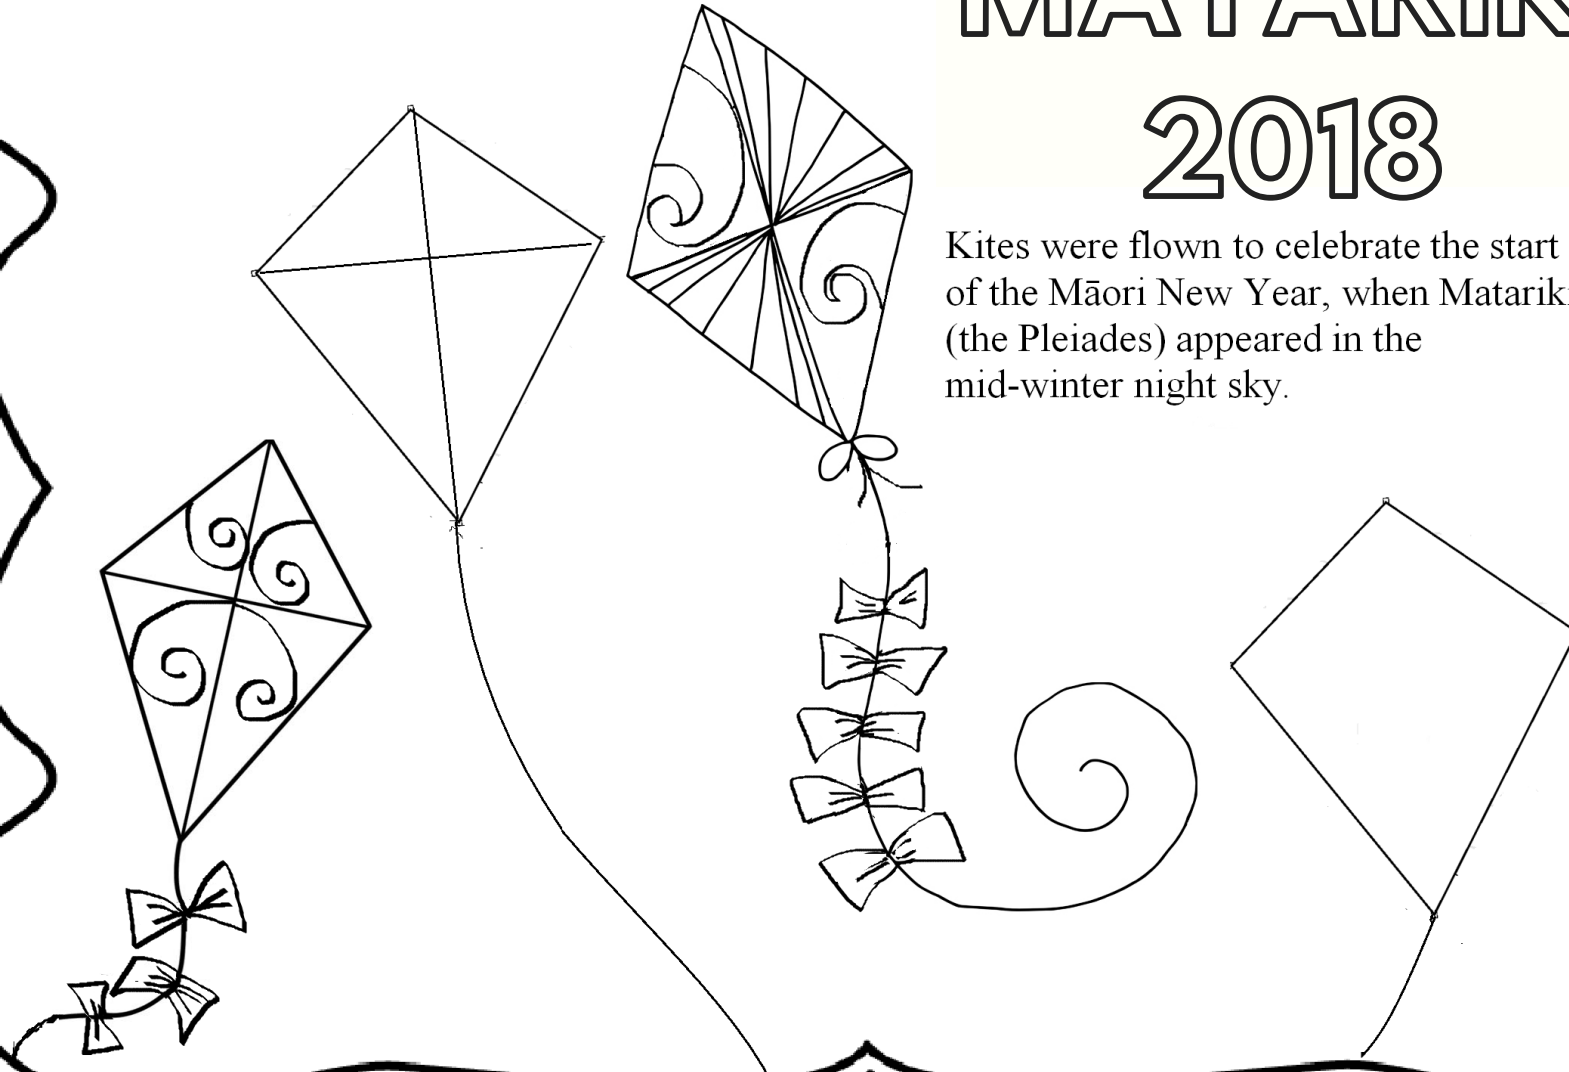 2018
Kites were flown to celebrate the start
of the Māori New Year, when Matariki
(the Pleiades) appeared in the
mid-winter night sky.